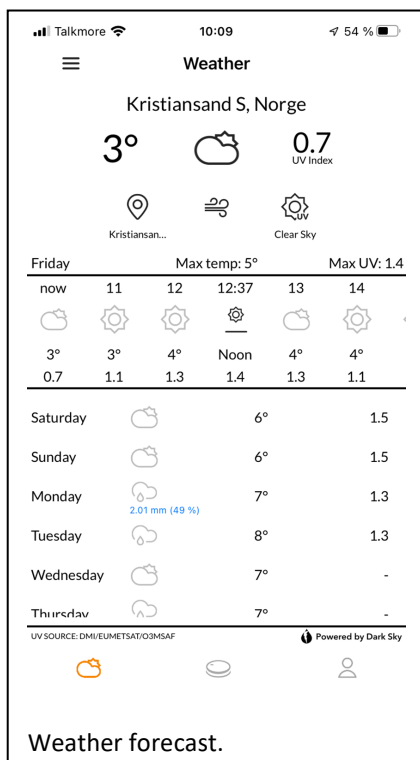 Talkmore 10:09 54 %
Weather
Kristiansand S, Norge
3° 0.7
UV Index
UV
Kristiansan... Clear Sky
Friday Max temp: 5° Max UV: 1.4
now 11 12 12:37 13 14
3° 3° 4° Noon 4° 4°
0.7 1.1 1.3 1.4 1.3 1.1
Saturday 6° 1.5
Sunday 6° 1.5
Monday 7° 1.3
2.01 mm (49 %)
Tuesday 8° 1.3
Wednesday 7° -
Thursday 7° -
UV SOURCE: DMI/EUMETSAT/O3MSAF Powered by Dark Sky
Weather forecast.